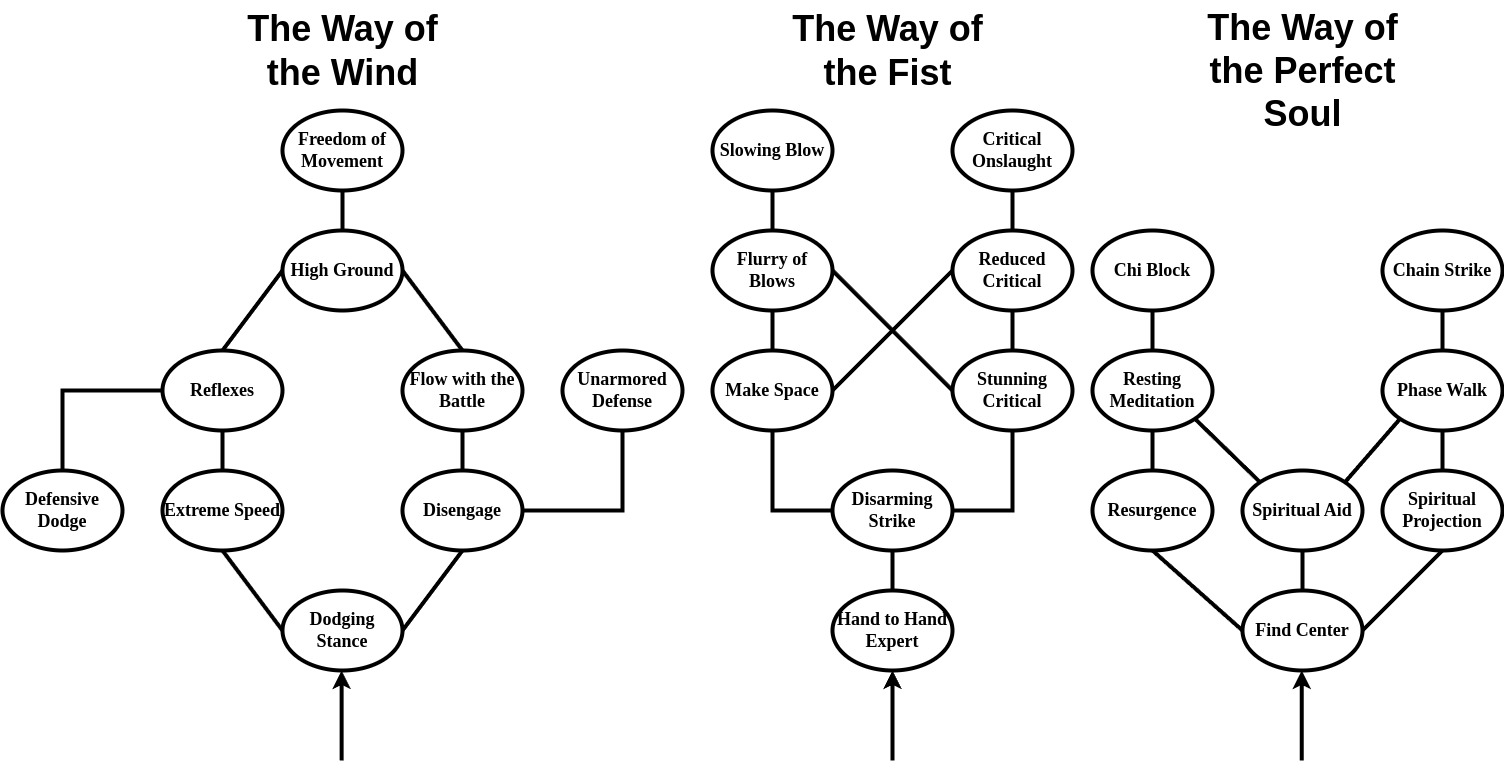 The Way of
the Wind
The Way of
the Fist
The Way of
the Perfect
Soul
Freedom of
Movement
High Ground
Reflexes
Flow with the
Battle
Unarmored
Defense
Defensive
Dodge
Extreme Speed
Disengage
Dodging
Stance
Slowing Blow
Critical
Onslaught
Flurry of
Blows
Reduced
Critical
Make Space
Stunning
Critical
Disarming
Strike
Hand to Hand
Expert
Chi Block
Chain Strike
Resting
Meditation
Phase Walk
Resurgence
Spiritual Aid
Spiritual
Projection
Find Center